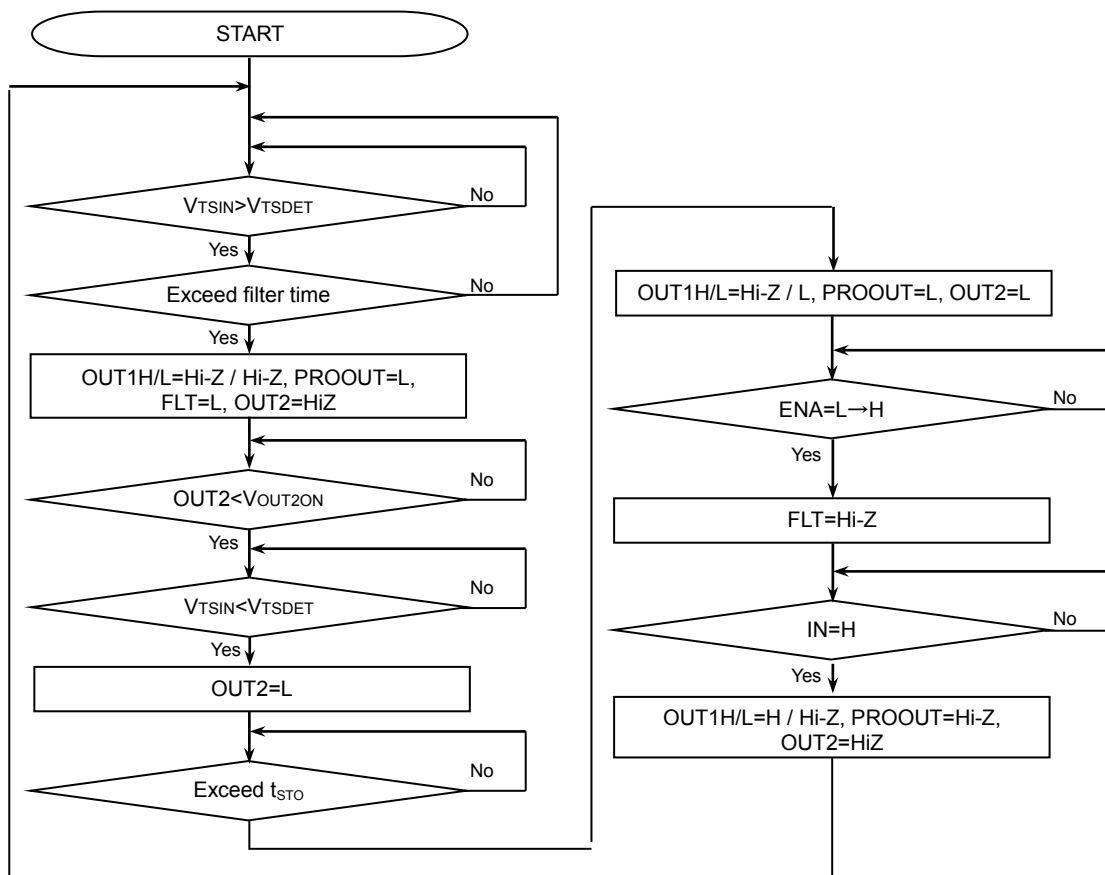 START
VTSIN>VTSDET
No
Yes
Exceed filter time
No
Yes
OUT1H/L=Hi-Z / Hi-Z, PROOUT=L,
FLT=L, OUT2=HiZ
OUT2<VOUT2ON
No
Yes
VTSIN<VTSDET
No
Yes
OUT2=L
Exceed tSTO
No
OUT1H/L=Hi-Z / L, PROOUT=L, OUT2=L
ENA=L→H
No
Yes
FLT=Hi-Z
IN=H
No
Yes
OUT1H/L=H / Hi-Z, PROOUT=Hi-Z,
OUT2=HiZ